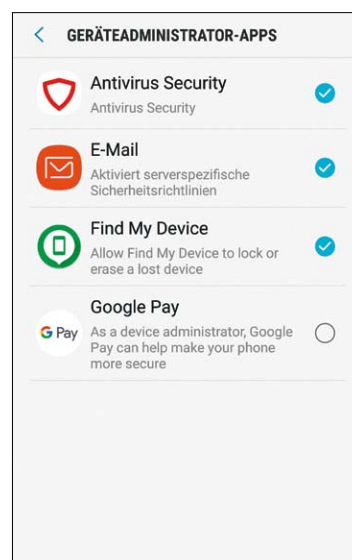 GERÄTEADMINISTRATOR-APPS
Antivirus Security
Antivirus Security
E-Mail
Aktiviert serverspezifische
Sicherheitsrichtlinien
Find My Device
Allow Find My Device to lock or
erase a lost device
Google Pay
G Pay
As a device administrator, Google
Pay can help make your phone
more secure